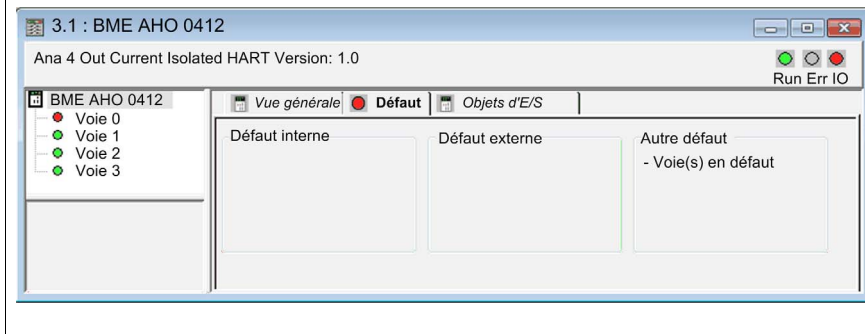 3.1 : BME AHO 0412
Ana 4 Out Current Isolated HART Version: 1.0
Run Err IO
BME AHO 0412
Voie 0
Voie 1
Voie 2
Voie 3
Vue générale Défaut Objets d'E/S
Défaut interne Défaut externe Autre défaut
- Voie(s) en défaut